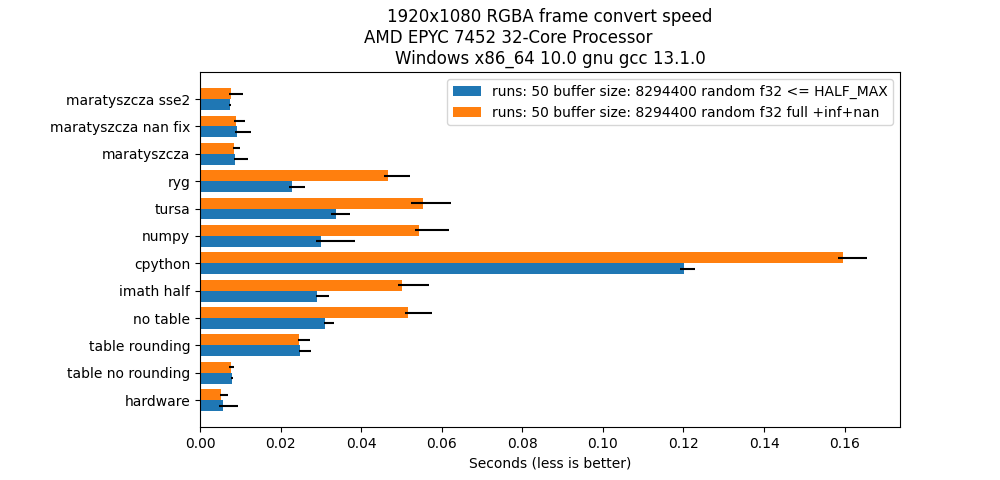 1920x1080 RGBA frame convert speed
AMD EPYC 7452 32-Core Processor
Windows x86_64 10.0 gnu gcc 13.1.0
runs: 50 buffer size: 8294400 random f32 <= HALF_MAX
runs: 50 buffer size: 8294400 random f32 full +inf+nan
maratyszcza sse2
maratyszcza nan fix
maratyszcza
ryg
tursa
numpy
cpython
imath half
no table
table rounding
table no rounding
hardware
0.00 0.02 0.04 0.06 0.08 0.10 0.12 0.14 0.16
Seconds (less is better)